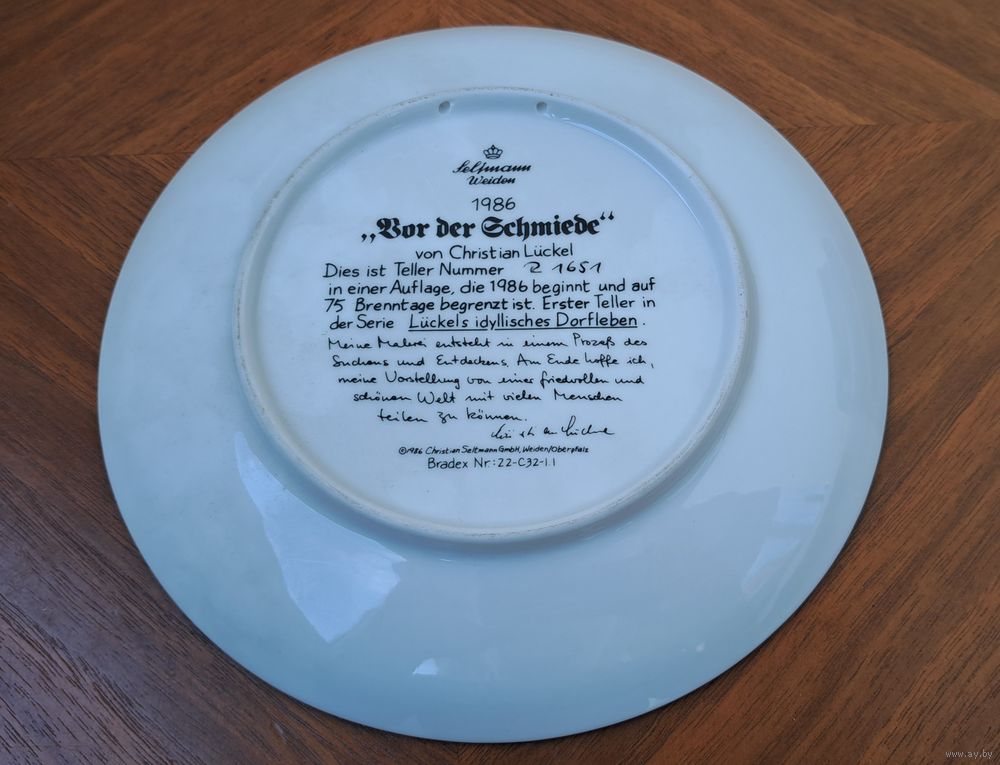 Seltmann
Weiden
1986
„Vor der Schmiede“
von Christian Lückel
Dies ist Teller Nummer Z 1651
in einer Auflage, die 1986 beginnt und auf
75 Brenntage begrenzt ist. Erster Teller in
der Serie Lückels idyllisches Dorfleben.
Meine Malerei entsteht in einem Prozeß des
Suchens und Entdeckens. Am Ende hoffe ich,
meine Vorstellung von einer friedvollen und
schönen Welt mit vielen Menschen
teilen zu können.
Christian Lückel
©1986 Christian Seltmann GmbH, Weiden/Oberpfalz
Bradex Nr: 22-C32-1.1
www.ay.by